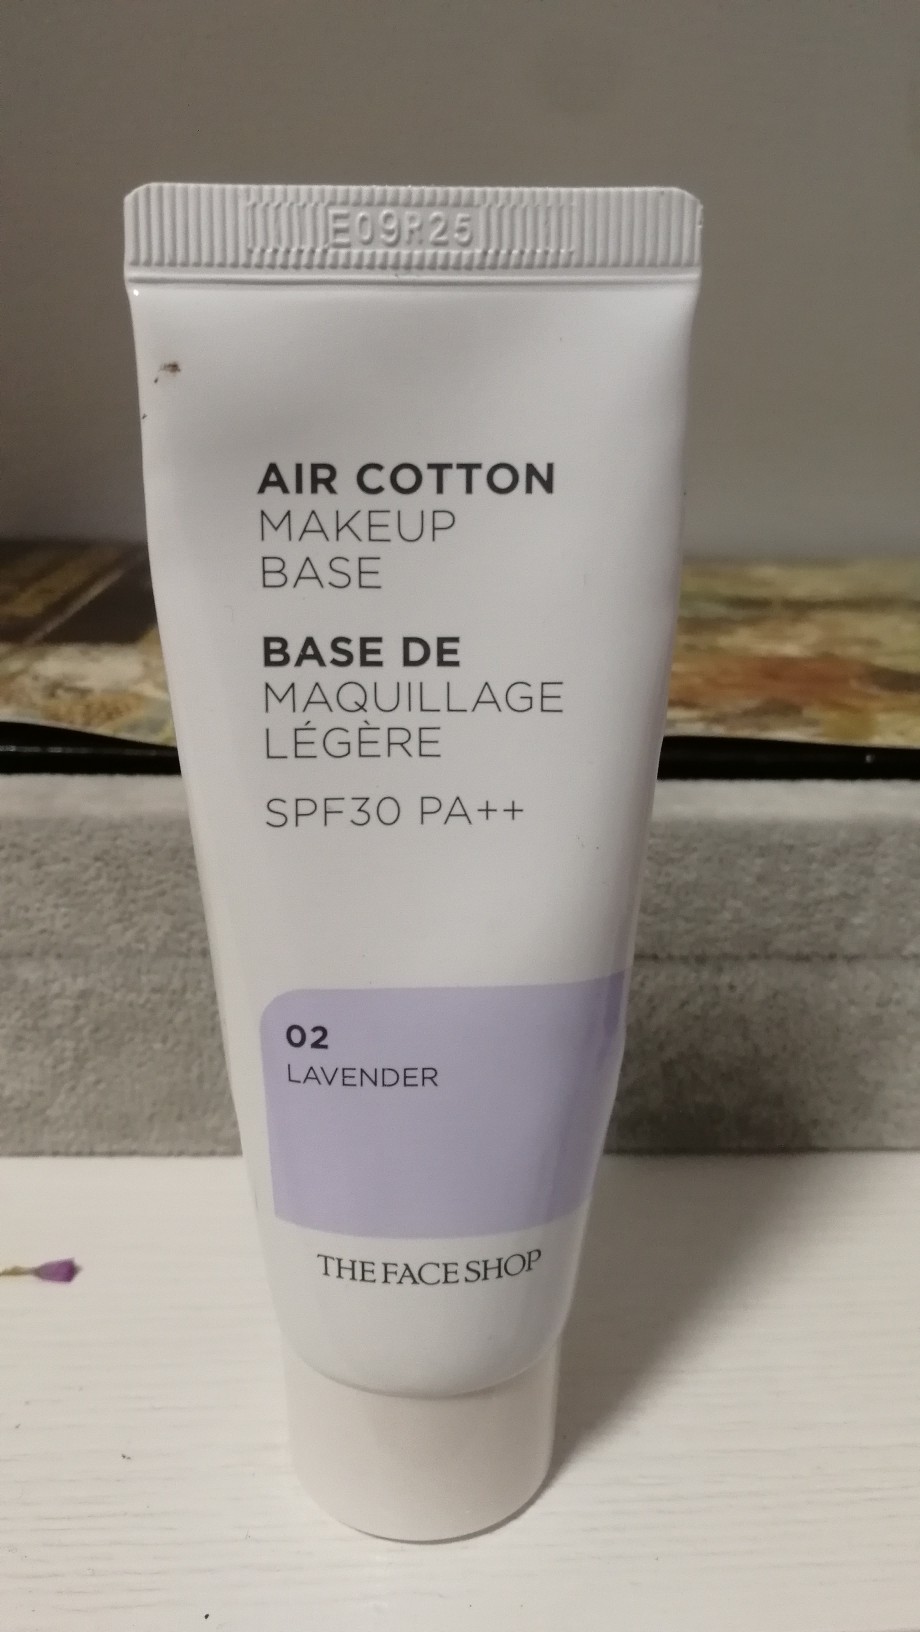 E09R25
AIR COTTON
MAKEUP
BASE
BASE DE
MAQUILLAGE
LÉGÈRE
SPF30 PA++
02
LAVENDER
THE FACE SHOP